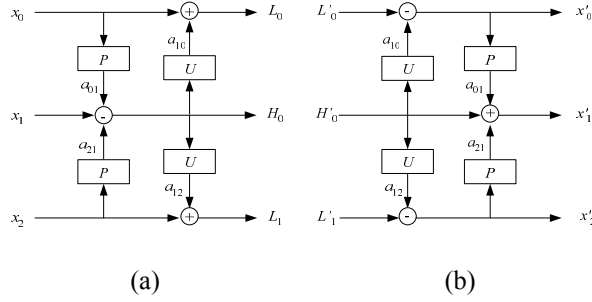 x₀ + L₀ L'₀ - x'₀
P a₁₀ a₁₀ P
a₀₁ U U a₀₁
x₁ - H₀ H'₀ + x'₁
a₂₁ U U a₂₁
P a₁₂ a₁₂ P
x₂ + L₁ L'₁ - x'₂
(a) (b)